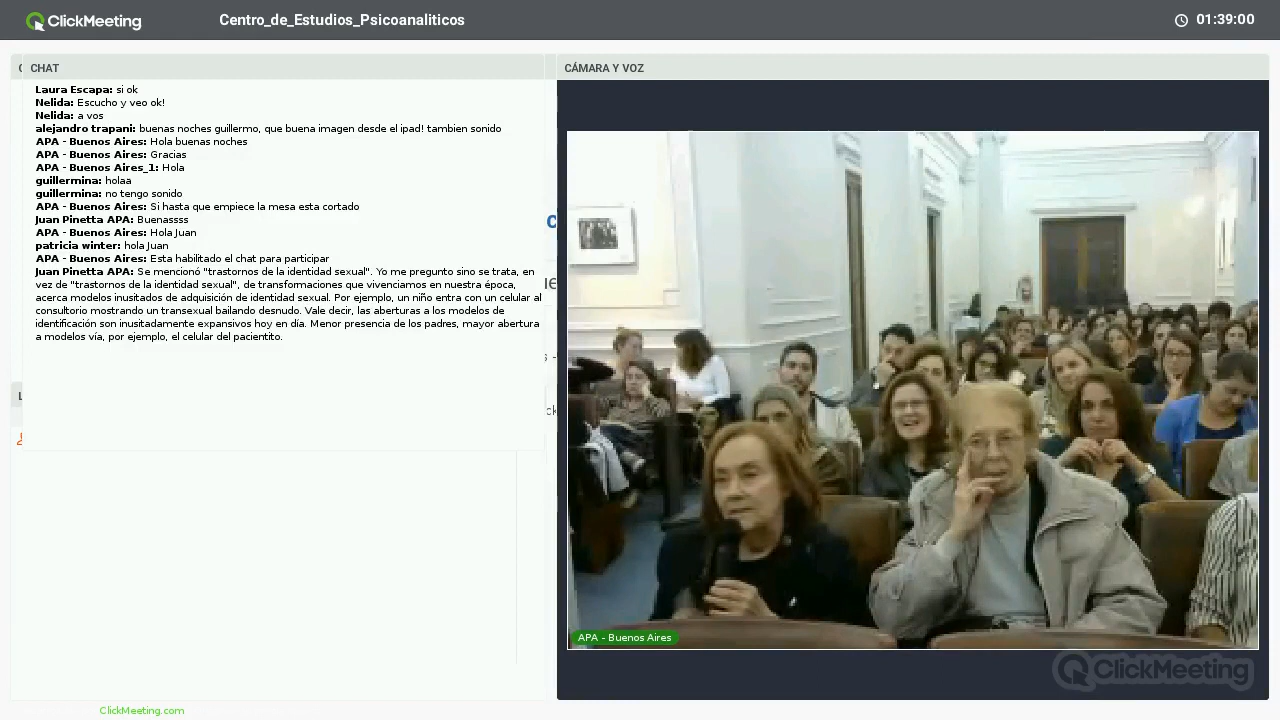 ClickMeeting
Centro_de_Estudios_Psicoanaliticos
01:39:00
CHAT
CÁMARA Y VOZ
Laura Escapa: si ok
Nelida: Escucho y veo ok!
Nelida: a vos
alejandro trapani: buenas noches guillermo, que buena imagen desde el ipad! tambien sonido
APA - Buenos Aires: Hola buenas noches
APA - Buenos Aires: Gracias
APA - Buenos Aires_1: Hola
guillermina: holaa
guillermina: no tengo sonido
APA - Buenos Aires: Si hasta que empiece la mesa esta cortado
Juan Pinetta APA: Buenassss
APA - Buenos Aires: Hola Juan
patricia winter: hola Juan
APA - Buenos Aires: Esta habilitado el chat para participar
Juan Pinetta APA: Se mencionó "trastornos de la identidad sexual". Yo me pregunto sino se trata, en
vez de "trastornos de la identidad sexual", de transformaciones que vivenciamos en nuestra época,
acerca modelos inusitados de adquisición de identidad sexual. Por ejemplo, un niño entra con un celular al
consultorio mostrando un transexual bailando desnudo. Vale decir, las aberturas a los modelos de
identificación son inusitadamente expansivos hoy en día. Menor presencia de los padres, mayor abertura
a modelos vía, por ejemplo, el celular del pacientito.
APA - Buenos Aires
ClickMeeting
ClickMeeting.com